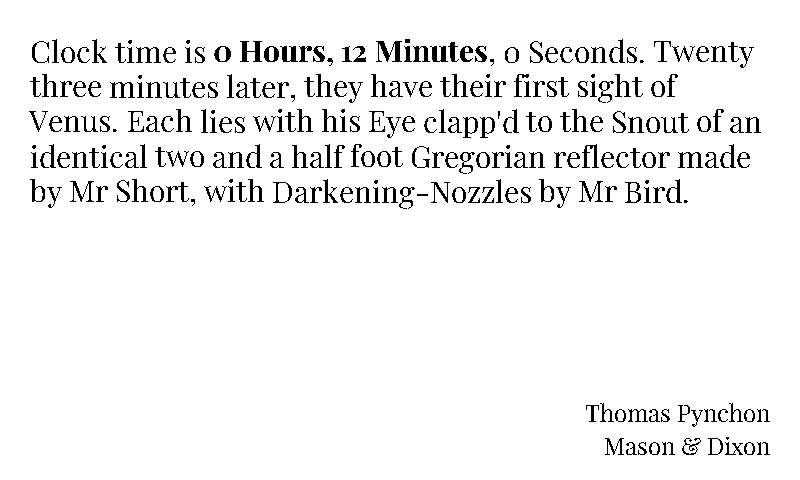 Clock time is 0 Hours, 12 Minutes, 0 Seconds. Twenty
three minutes later, they have their first sight of
Venus. Each lies with his Eye clapp'd to the Snout of an
identical two and a half foot Gregorian reflector made
by Mr Short, with Darkening-Nozzles by Mr Bird.
Thomas Pynchon
Mason & Dixon